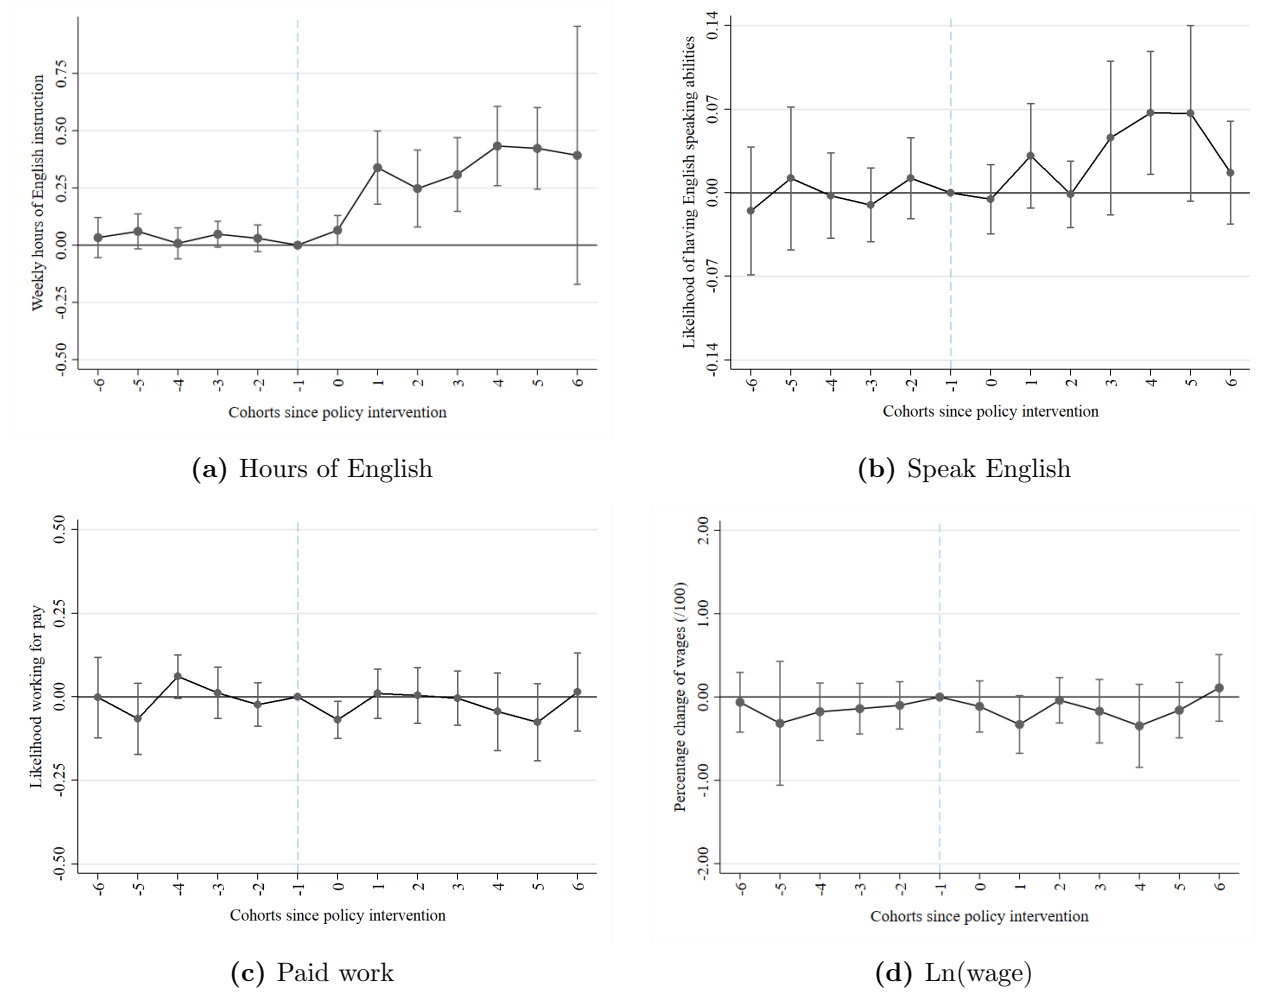 Weekly hours of English instruction
0.75
0.50
0.25
0.00
-0.25
-0.50
-6 -5 -4 -3 -2 -1 0 1 2 3 4 5 6
Cohorts since policy intervention
(a) Hours of English
Likelihood of having English speaking abilities
0.14
0.07
0.00
-0.07
-0.14
-6 -5 -4 -3 -2 -1 0 1 2 3 4 5 6
Cohorts since policy intervention
(b) Speak English
Likelihood working for pay
0.50
0.25
0.00
-0.25
-0.50
-6 -5 -4 -3 -2 -1 0 1 2 3 4 5 6
Cohorts since policy intervention
(c) Paid work
Percentage change of wages (/100)
2.00
1.00
0.00
-1.00
-2.00
-6 -5 -4 -3 -2 -1 0 1 2 3 4 5 6
Cohorts since policy intervention
(d) Ln(wage)